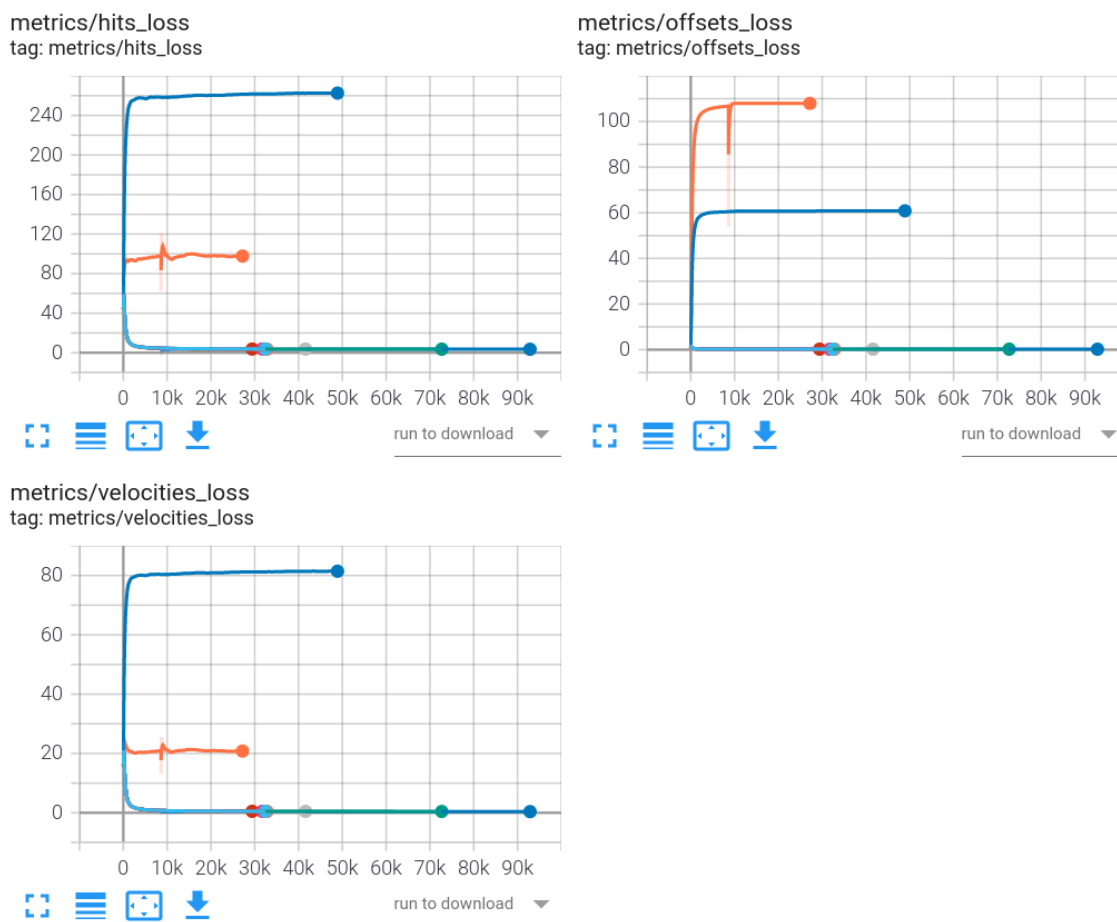 metrics/hits_loss
tag: metrics/hits_loss
240
200
160
120
80
40
0
0 10k 20k 30k 40k 50k 60k 70k 80k 90k
run to download
metrics/offsets_loss
tag: metrics/offsets_loss
100
80
60
40
20
0
0 10k 20k 30k 40k 50k 60k 70k 80k 90k
run to download
metrics/velocities_loss
tag: metrics/velocities_loss
80
60
40
20
0
0 10k 20k 30k 40k 50k 60k 70k 80k 90k
run to download